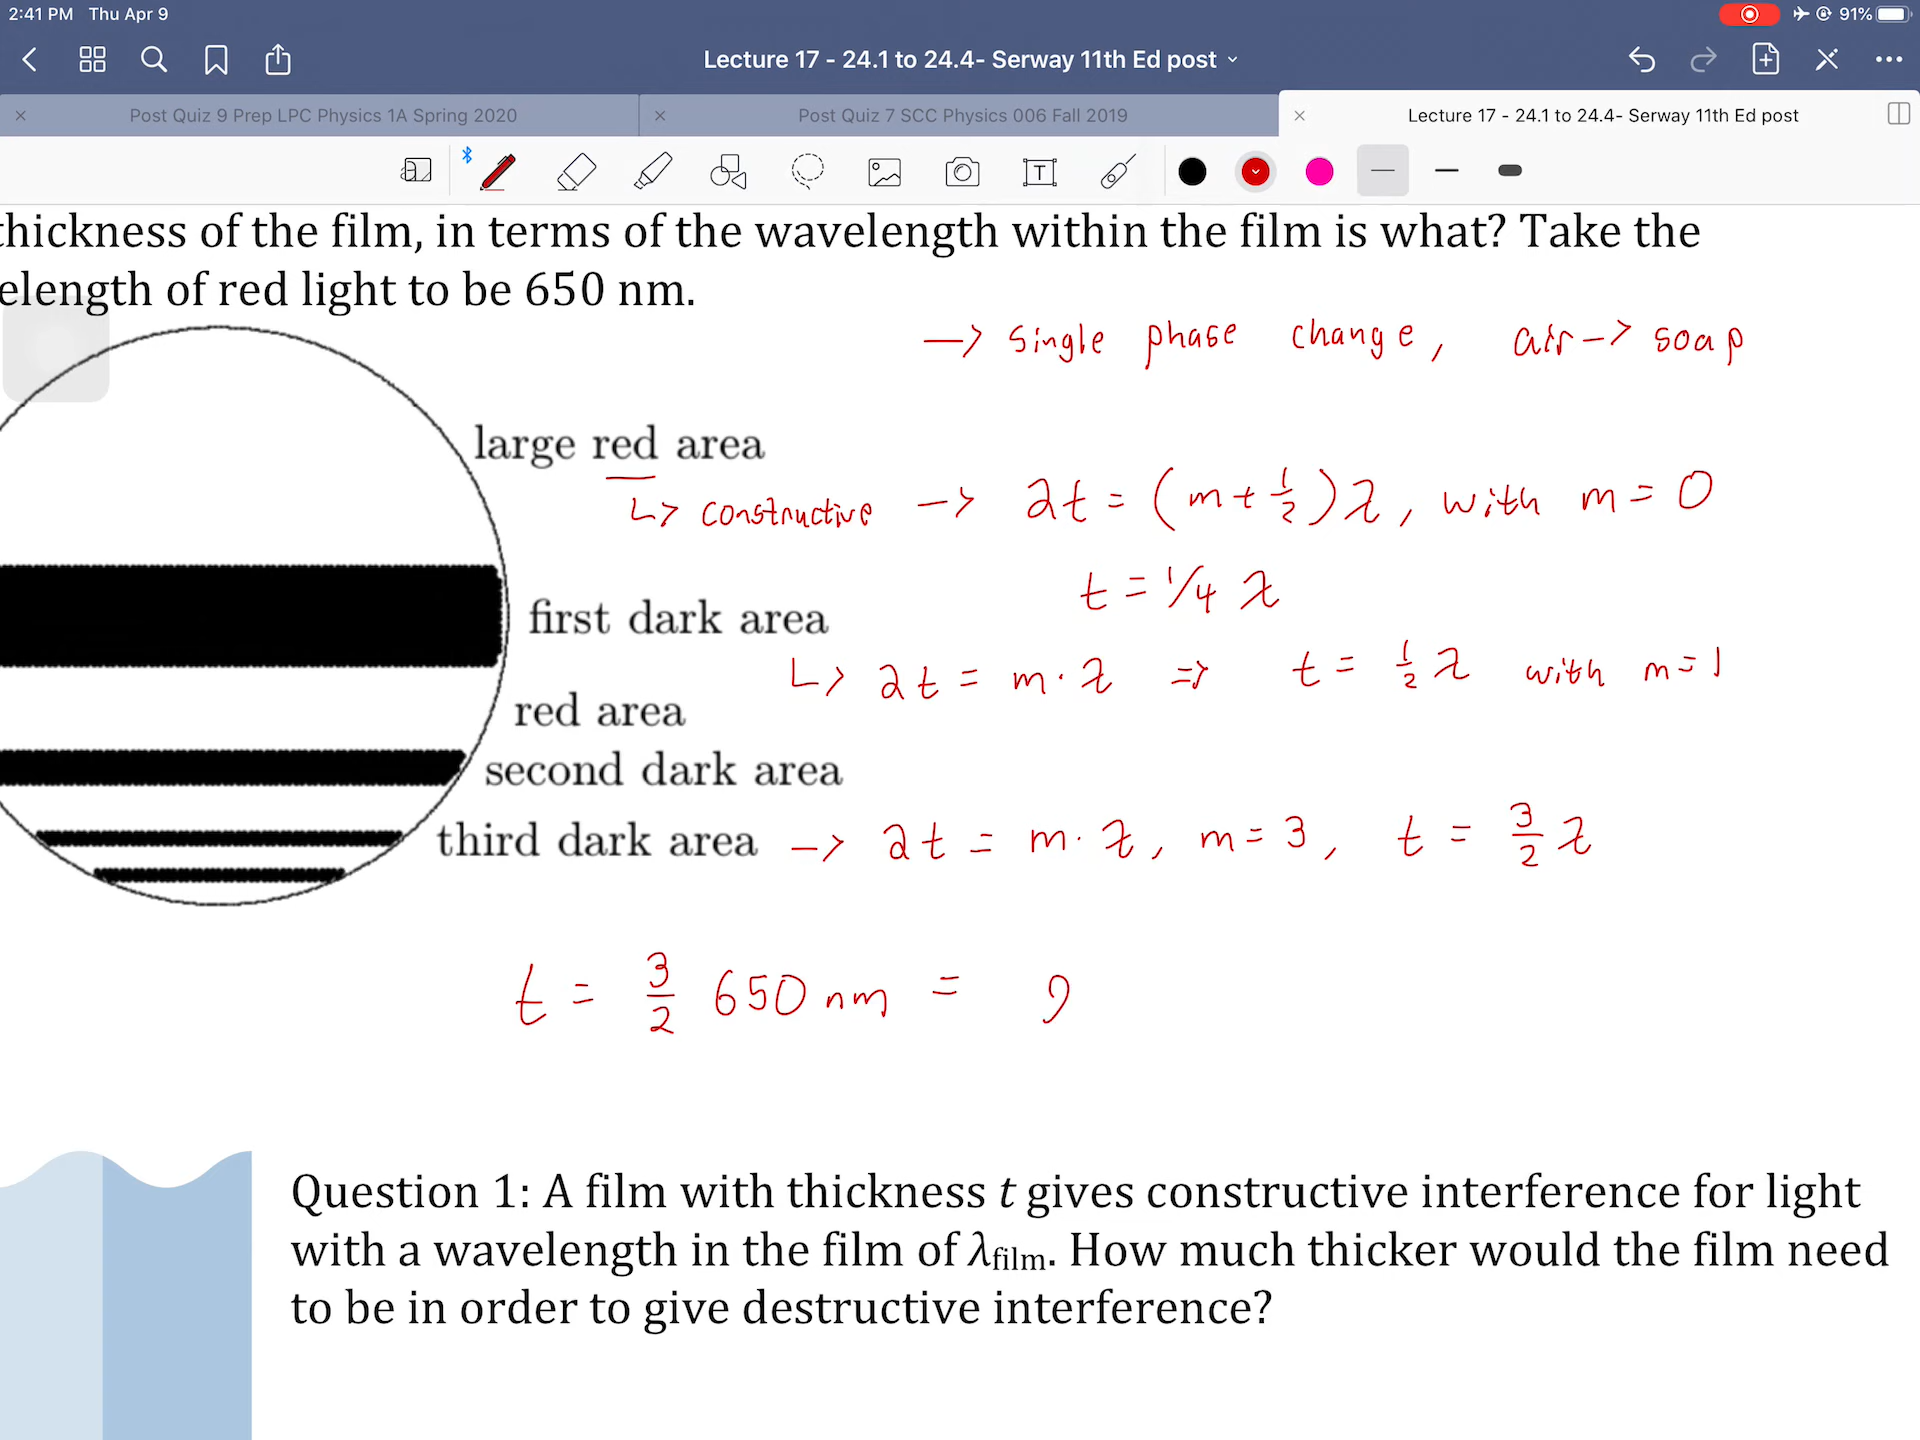 2:41 PM Thu Apr 9
91%
Lecture 17 - 24.1 to 24.4- Serway 11th Ed post
Post Quiz 9 Prep LPC Physics 1A Spring 2020
Post Quiz 7 SCC Physics 006 Fall 2019
Lecture 17 - 24.1 to 24.4- Serway 11th Ed post
thickness of the film, in terms of the wavelength within the film is what? Take the
elength of red light to be 650 nm.
→ single phase change, air → soap
large red area
↳ constructive → 2t = (m + 1/2)λ, with m = 0
t = 1/4 λ
first dark area
↳ 2t = m · λ ⇒ t = 1/2 λ with m = 1
red area
second dark area
third dark area → 2t = m · λ, m = 3, t = 3/2 λ
t = 3/2 650 nm = 9
Question 1: A film with thickness t gives constructive interference for light
with a wavelength in the film of λfilm. How much thicker would the film need
to be in order to give destructive interference?